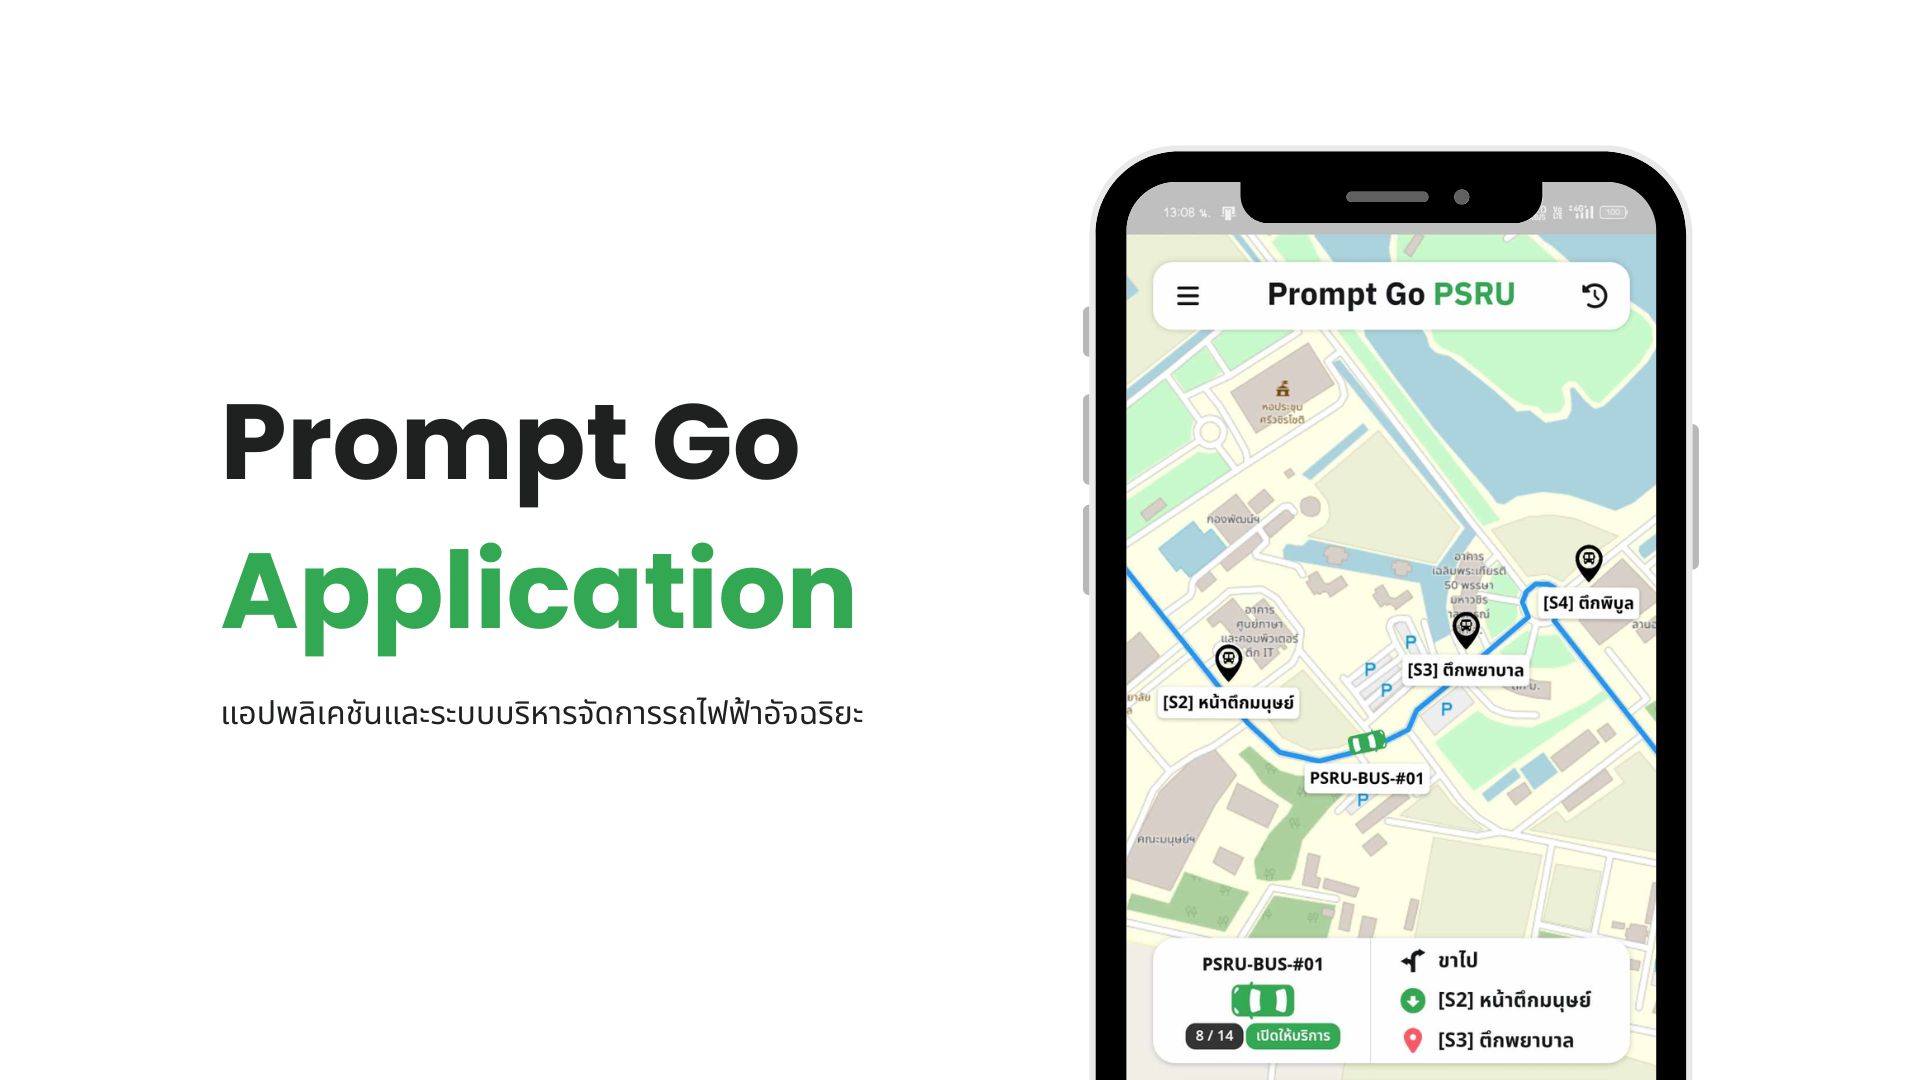 Prompt Go
Application
แอปพลิเคชันและระบบบริหารจัดการรถไฟฟ้าอัจฉริยะ
13:08 น.
4G
100
Prompt Go PSRU
หอประชุม
ศรีวชิรโชติ
กองพัฒน์ฯ
อาคาร
เฉลิมพระเกียรติ
50 พรรษา
มหาวชิร
[S4] ตึกพิบูล
อาคาร
ศูนย์ภาษา
และคอมพิวเตอร์
ตึก IT
P
[S3] ตึกพยาบาล
P
P
[S2] หน้าตึกมนุษย์
P
PSRU-BUS-#01
P
คณะมนุษย์ฯ
PSRU-BUS-#01
8 / 14
เปิดให้บริการ
ขาไป
[S2] หน้าตึกมนุษย์
[S3] ตึกพยาบาล